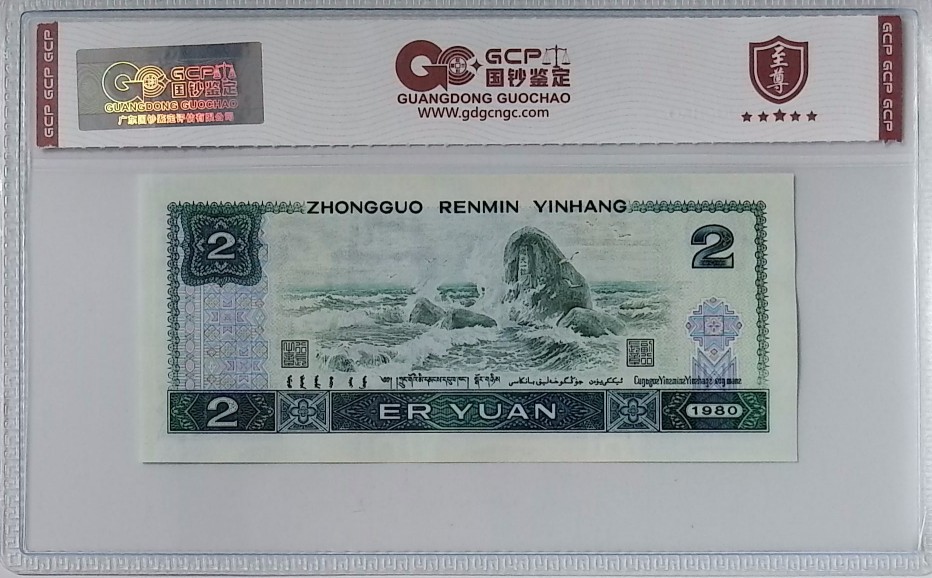 GCP
国钞鉴定
GUANGDONG GUOCHAO
广东国钞鉴定评估有限公司
GCP
国钞鉴定
GUANGDONG GUOCHAO
WWW.gdgcngc.com
至尊
GCP GCP GCP
GCP GCP GCP
ZHONGGUO RENMIN YINHANG
2
2
2
ER YUAN
1980